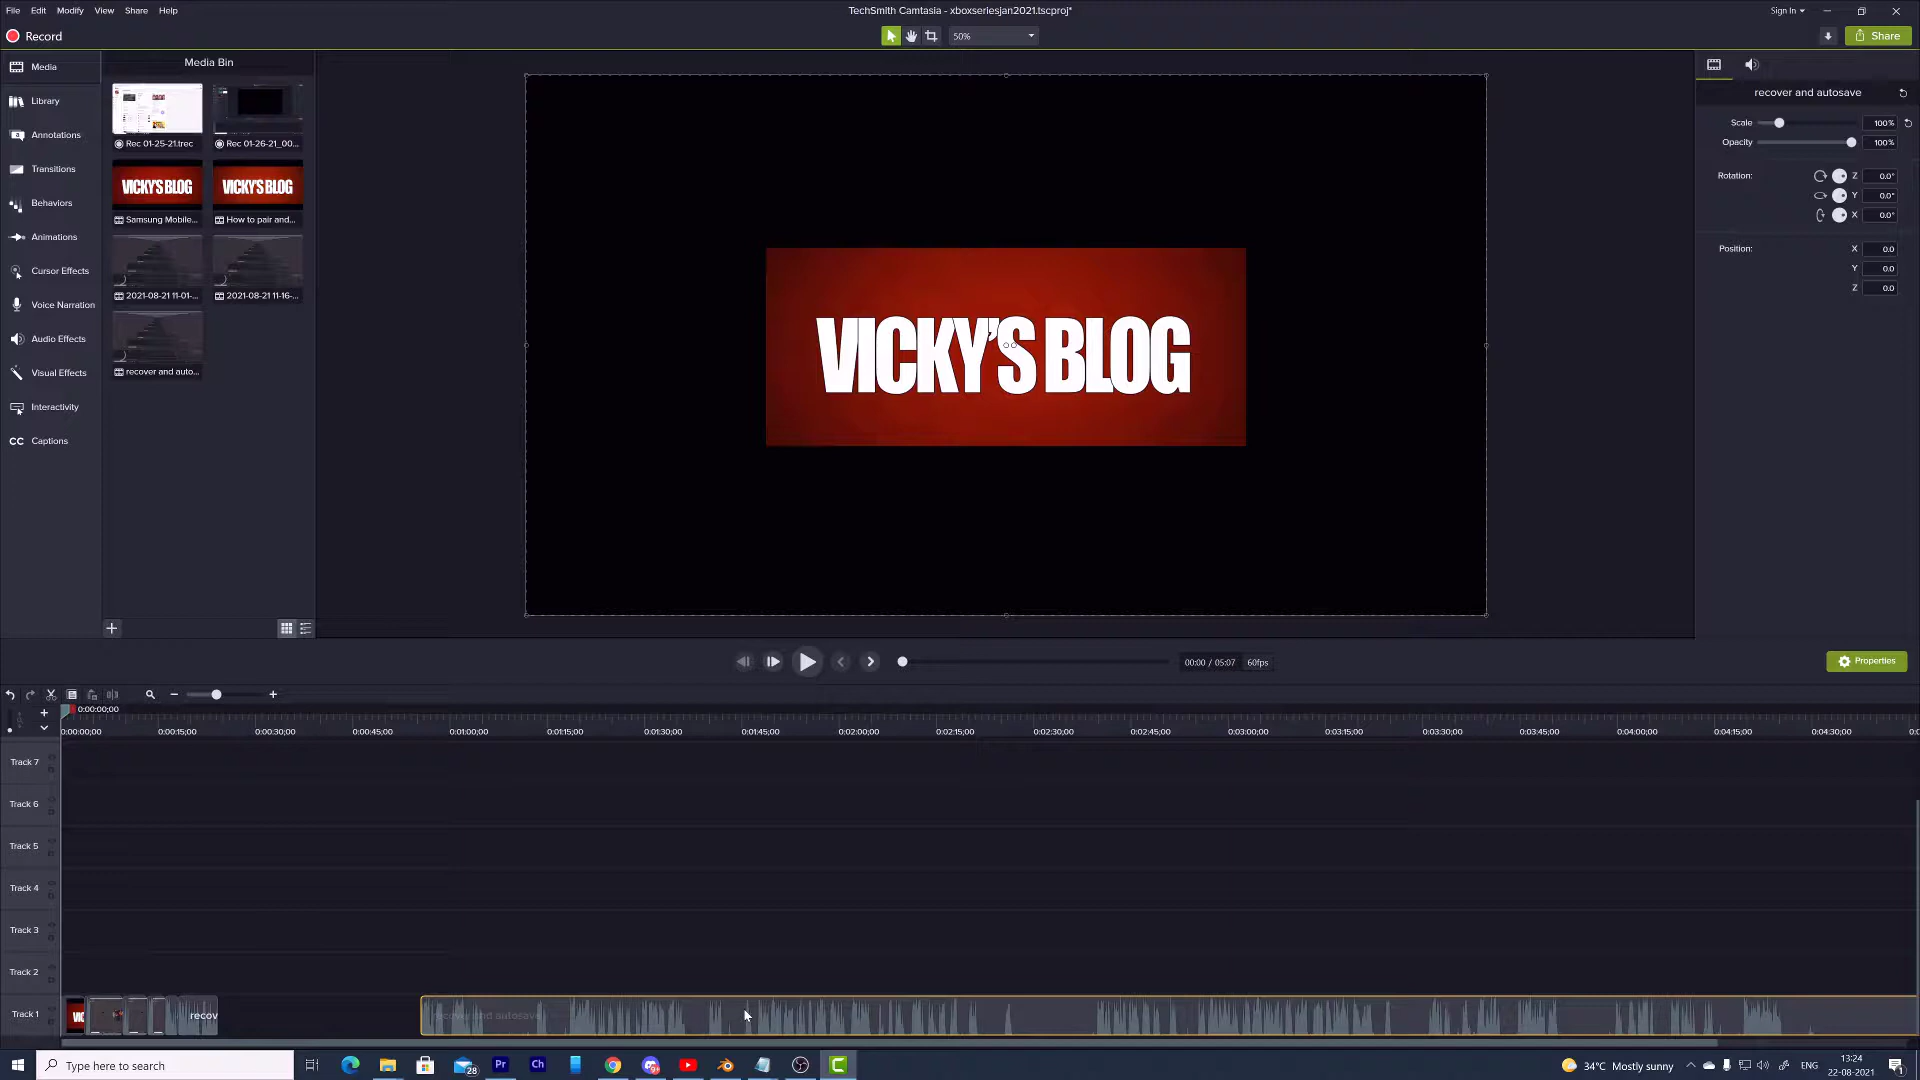 File Edit Modify View Share Help
TechSmith Camtasia - xboxseriesjan2021.tscproj*
Sign In
Record
50%
Share
Media
Library
Annotations
Transitions
Behaviors
Animations
Cursor Effects
Voice Narration
Audio Effects
Visual Effects
Interactivity
CC Captions
Media Bin
Rec 01-25-21.trec
Rec 01-26-21_00...
VICKY'S BLOG
VICKY'S BLOG
Samsung Mobile...
How to pair and...
2021-08-21 11-01-...
2021-08-21 11-16-...
recover and auto...
VICKY'S BLOG
recover and autosave
Scale 100%
Opacity 100%
Rotation: Z 0.0°
Y 0.0°
X 0.0°
Position: X 0.0
Y 0.0
Z 0.0
00:00 / 05:07 60fps
Properties
0:00:00;00
0:00:00;00 0:00:15;00 0:00:30;00 0:00:45;00 0:01:00;00 0:01:15;00 0:01:30;00 0:01:45;00 0:02:00;00 0:02:15;00 0:02:30;00 0:02:45;00 0:03:00;00 0:03:15;00 0:03:30;00 0:03:45;00 0:04:00;00 0:04:15;00 0:04:30;00
Track 7
Track 6
Track 5
Track 4
Track 3
Track 2
Track 1
recov
recover and autosave
Type here to search
28
Pr
Ch
34°C Mostly sunny
ENG
13:24
22-08-2021